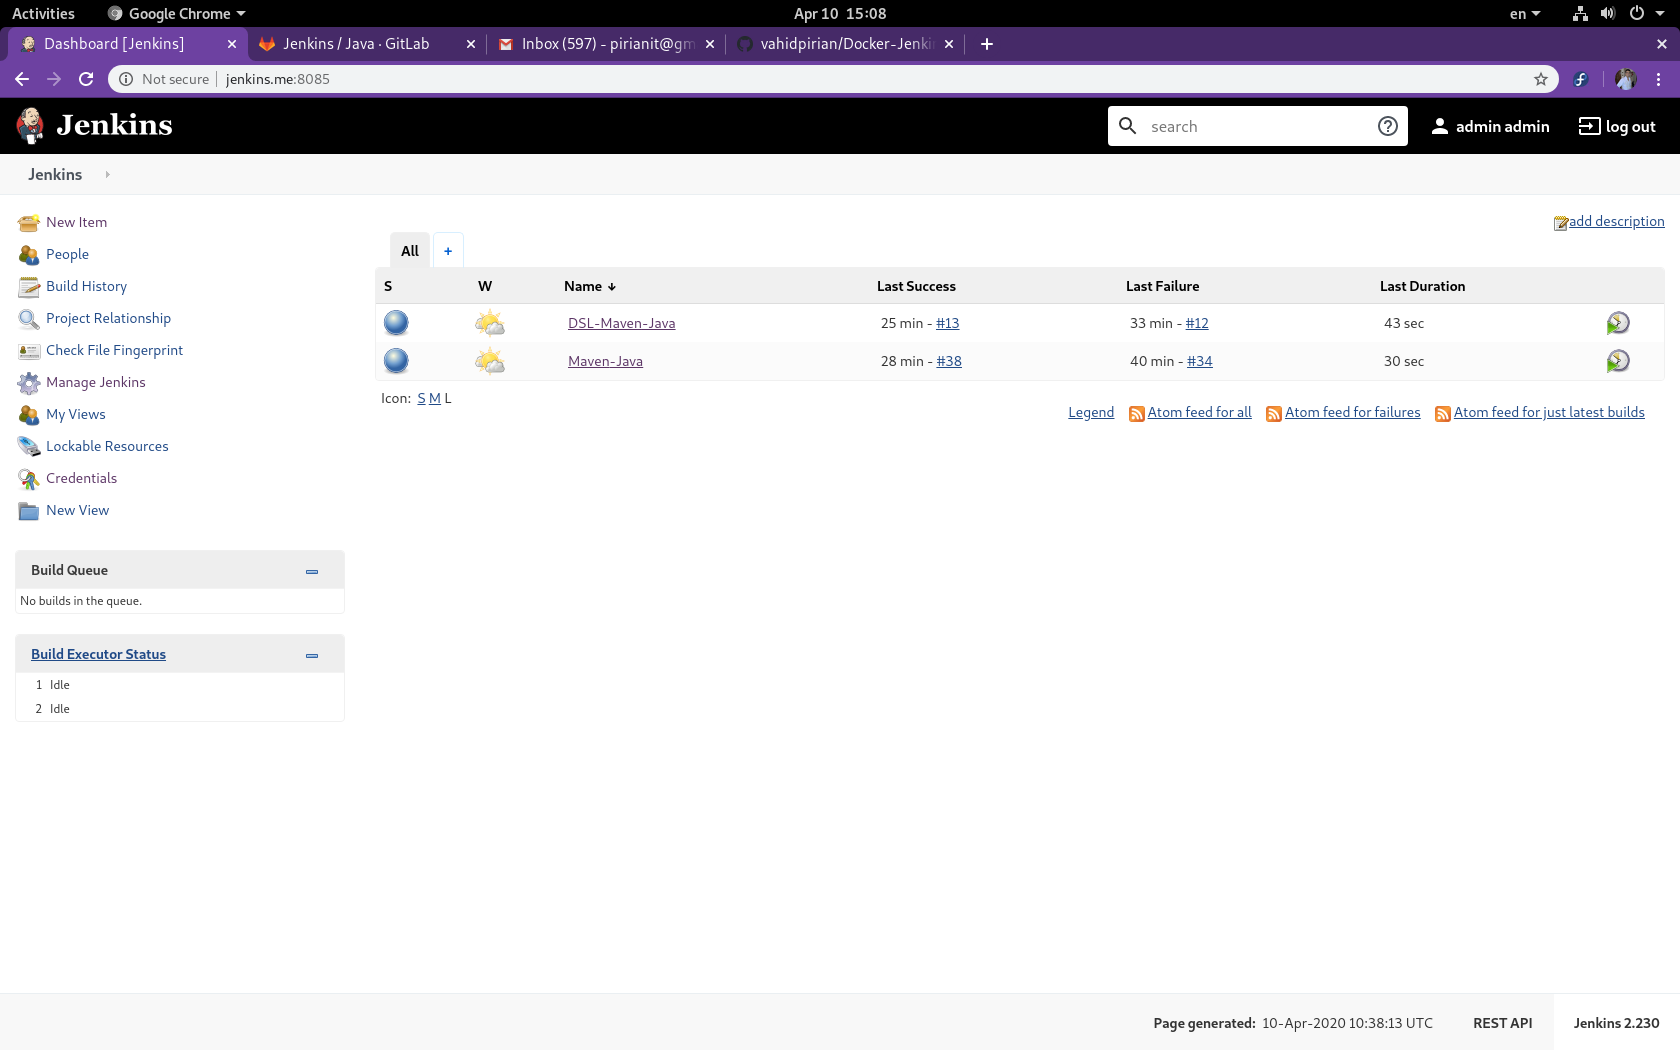 Activities Google Chrome Apr 10 15:08 en
Dashboard [Jenkins] Jenkins / Java · GitLab Inbox (597) - pirianit@gm vahidpirian/Docker-Jenki
Not secure jenkins.me:8085
Jenkins search admin admin log out
Jenkins
New Item
People
Build History
Project Relationship
Check File Fingerprint
Manage Jenkins
My Views
Lockable Resources
Credentials
New View
Build Queue
No builds in the queue.
Build Executor Status
1 Idle
2 Idle
add description
All +
S W Name ↓ Last Success Last Failure Last Duration
DSL-Maven-Java 25 min - #13 33 min - #12 43 sec
Maven-Java 28 min - #38 40 min - #34 30 sec
Icon: S M L
Legend Atom feed for all Atom feed for failures Atom feed for just latest builds
Page generated: 10-Apr-2020 10:38:13 UTC REST API Jenkins 2.230